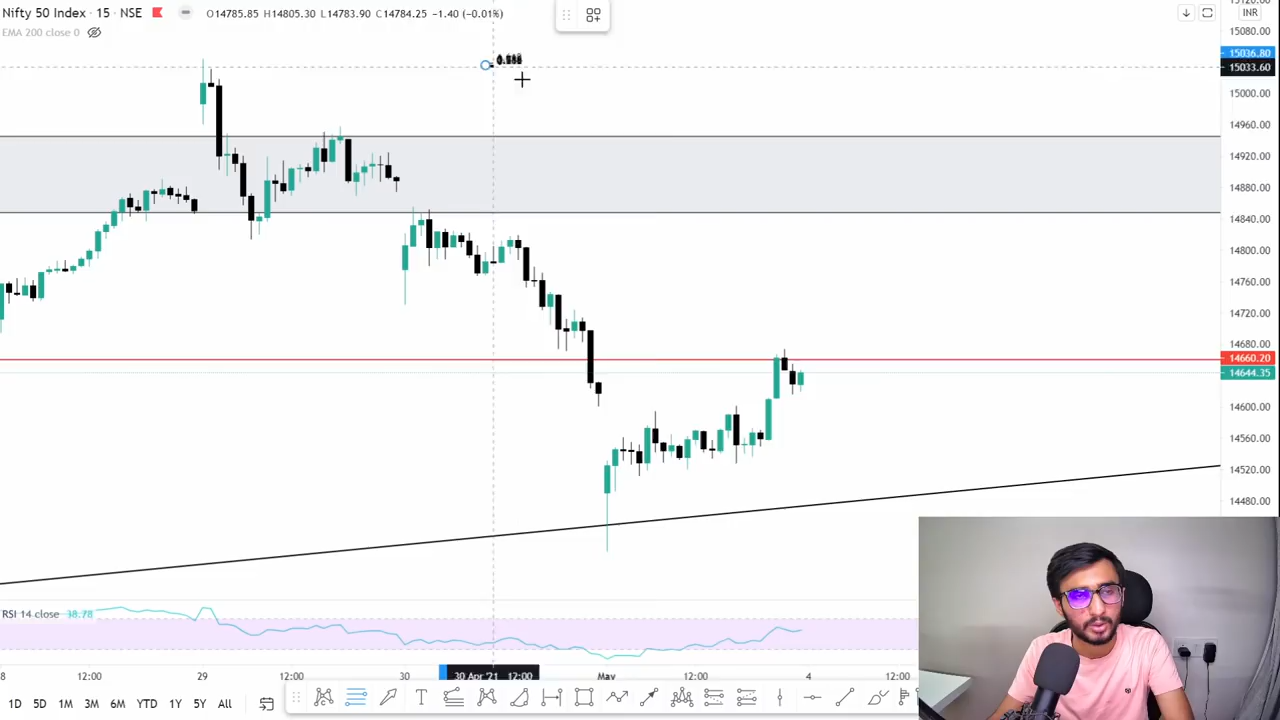 Nifty 50 Index · 15 · NSE O14785.85 H14805.30 L14783.90 C14784.25 −1.40 (−0.01%)
EMA 200 close 0
INR
15080.00
15036.80
15033.60
15000.00
14960.00
14920.00
14880.00
14840.00
14800.00
14760.00
14720.00
14680.00
14660.20
14644.35
14600.00
14560.00
14520.00
14480.00
RSI 14 close 38.78
8 12:00 29 12:00 30 30 Apr '21 12:00 May 12:00 4 12:00
1D 5D 1M 3M 6M YTD 1Y 5Y All
T